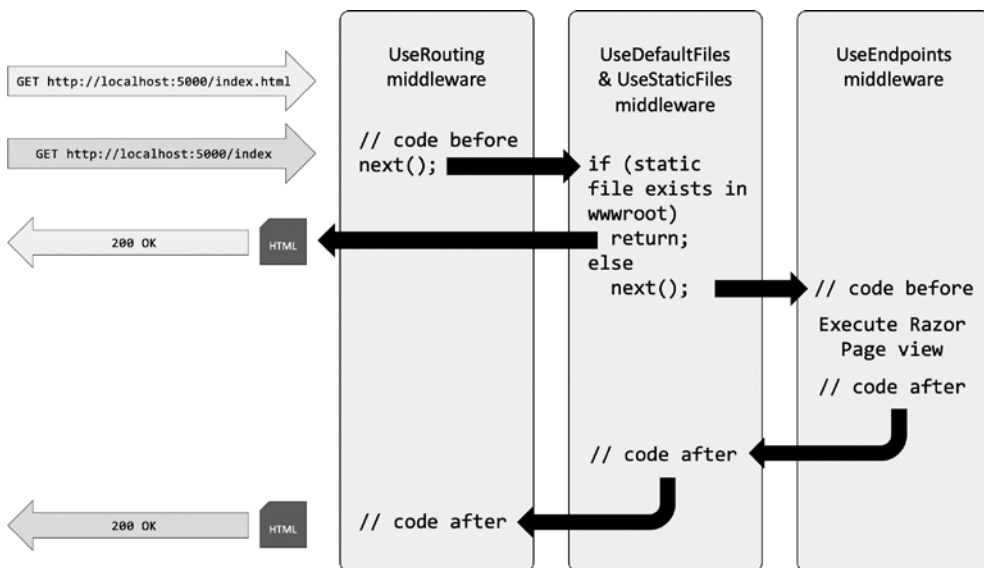 UseRouting
middleware
UseDefaultFiles
& UseStaticFiles
middleware
UseEndpoints
middleware
GET http://localhost:5000/index.html
GET http://localhost:5000/index
// code before
next();
if (static
file exists in
wwwroot)
return;
else
next();
200 OK
HTML
// code before
Execute Razor
Page view
// code after
// code after
// code after
200 OK
HTML